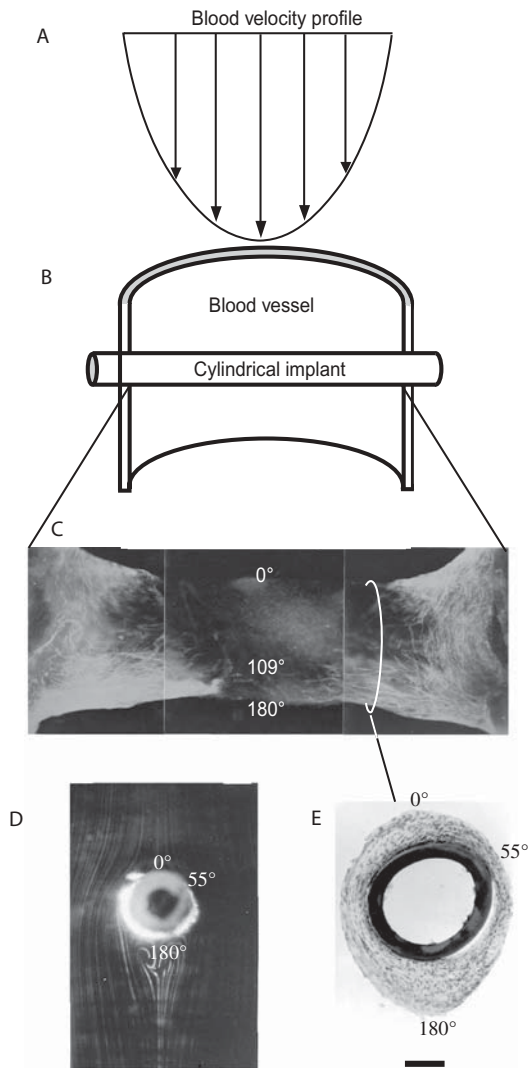 Blood velocity profile
A
B
Blood vessel
Cylindrical implant
C
0°
109°
180°
D
0°
55°
180°
E
0°
55°
180°